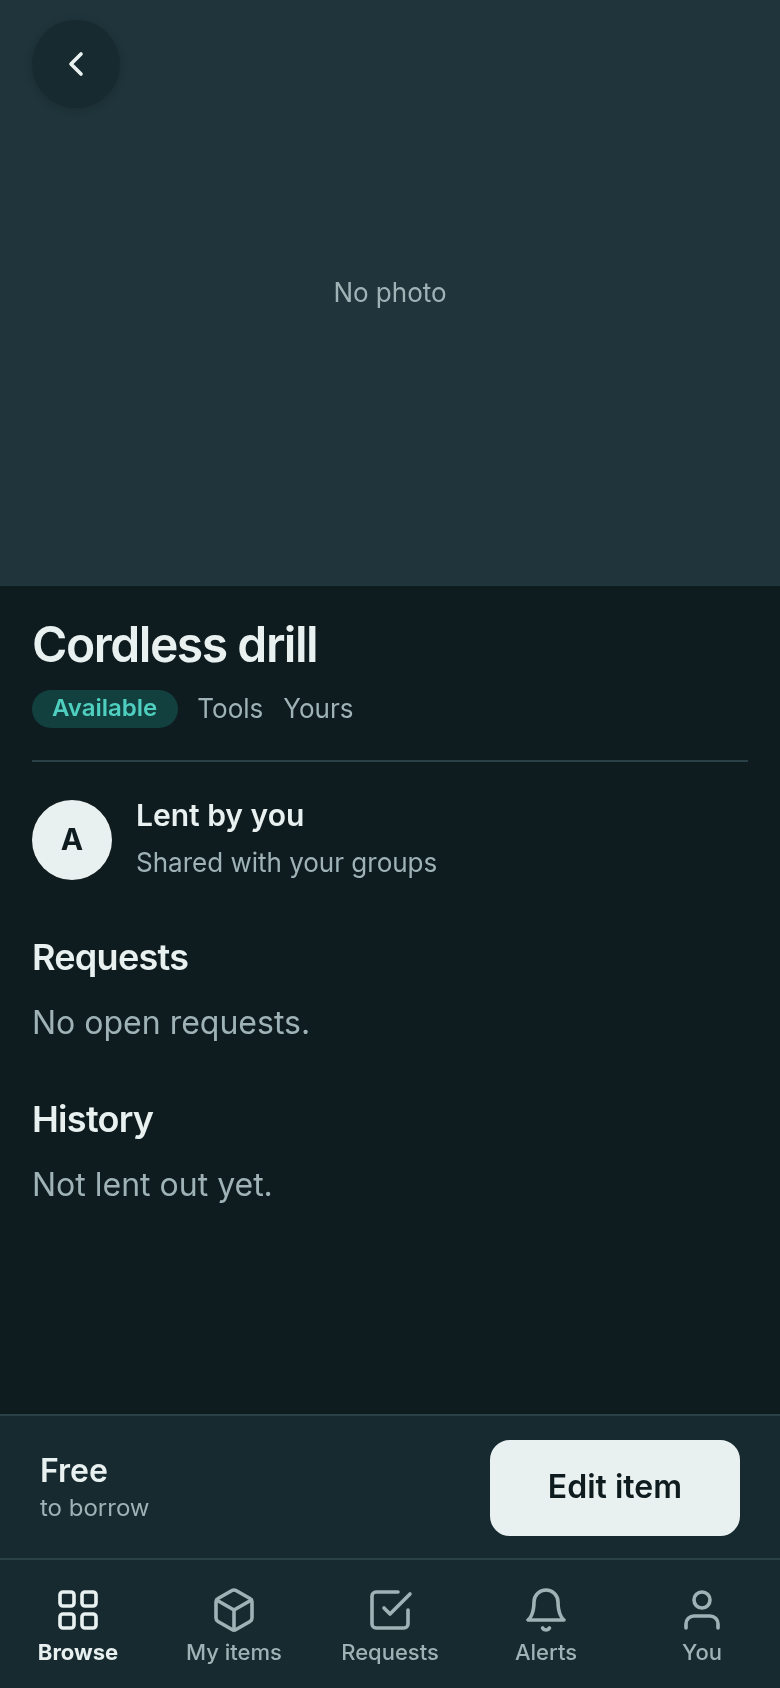 No photo
Cordless drill
Available Tools Yours
A
Lent by you
Shared with your groups
Requests
No open requests.
History
Not lent out yet.
Free
to borrow
Edit item
Browse My items Requests Alerts You